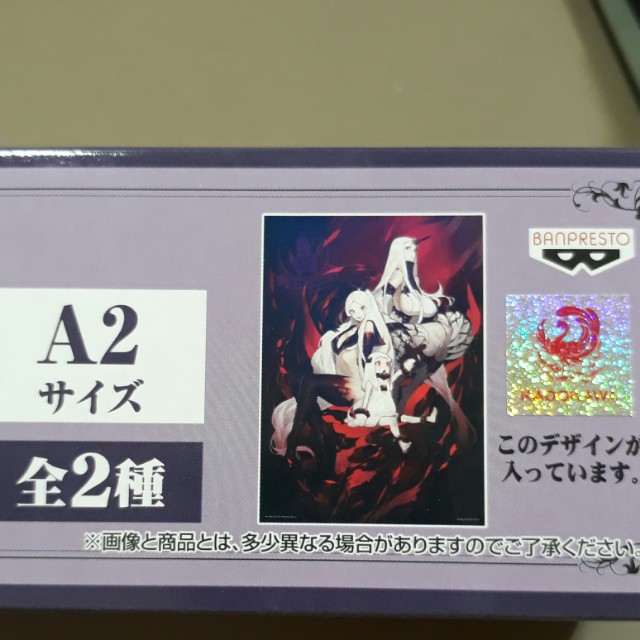 A2
サイズ
全2種
BANPRESTO
KADOKAWA
このデザインが
入っています。
※画像と商品とは、多少異なる場合がありますのでご了承ください。